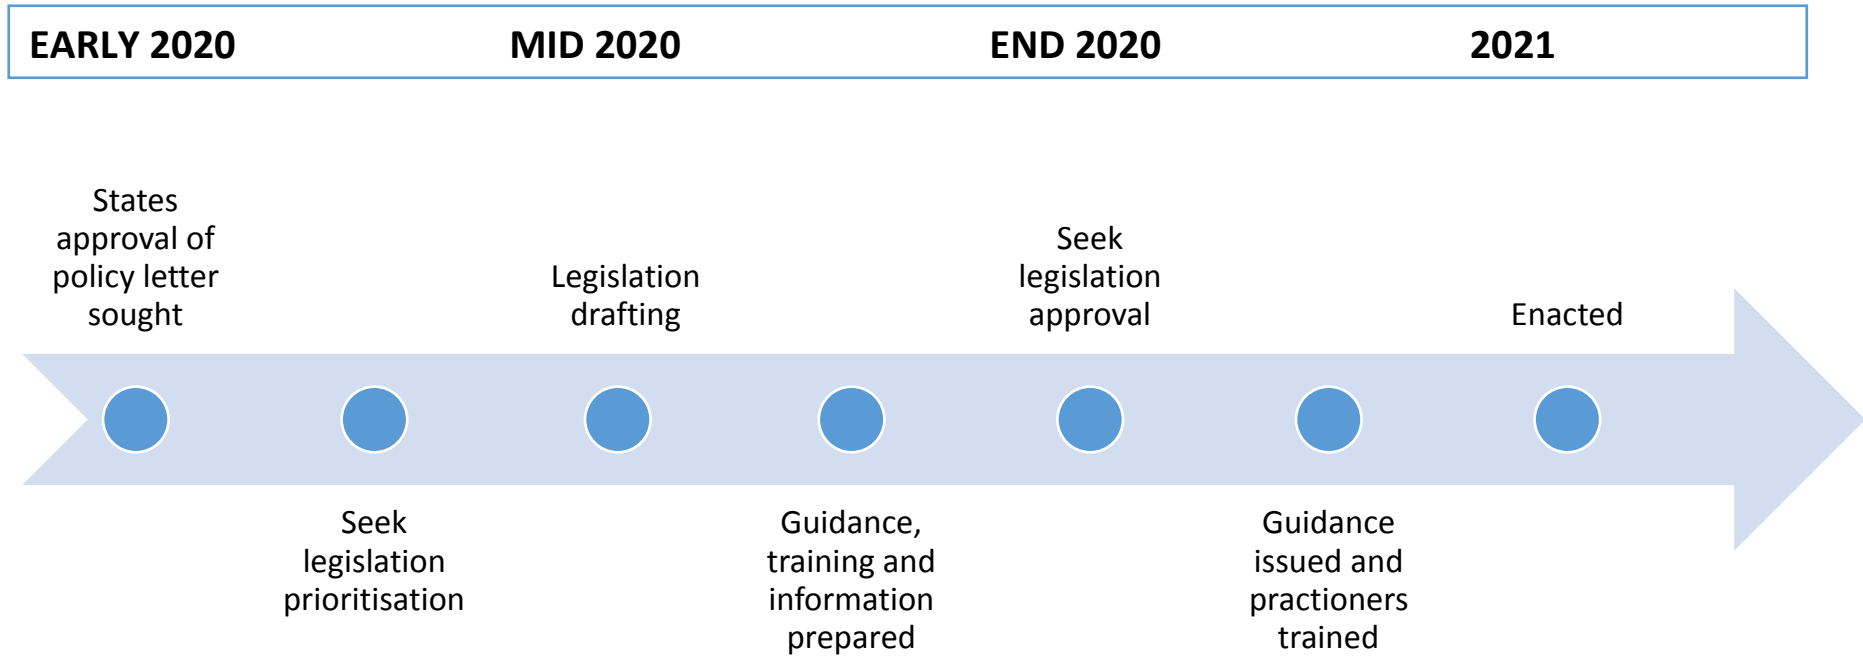 EARLY 2020 MID 2020 END 2020 2021
States
approval of
policy letter
sought
Seek
legislation
prioritisation
Legislation
drafting
Guidance,
training and
information
prepared
Seek
legislation
approval
Guidance
issued and
practioners
trained
Enacted